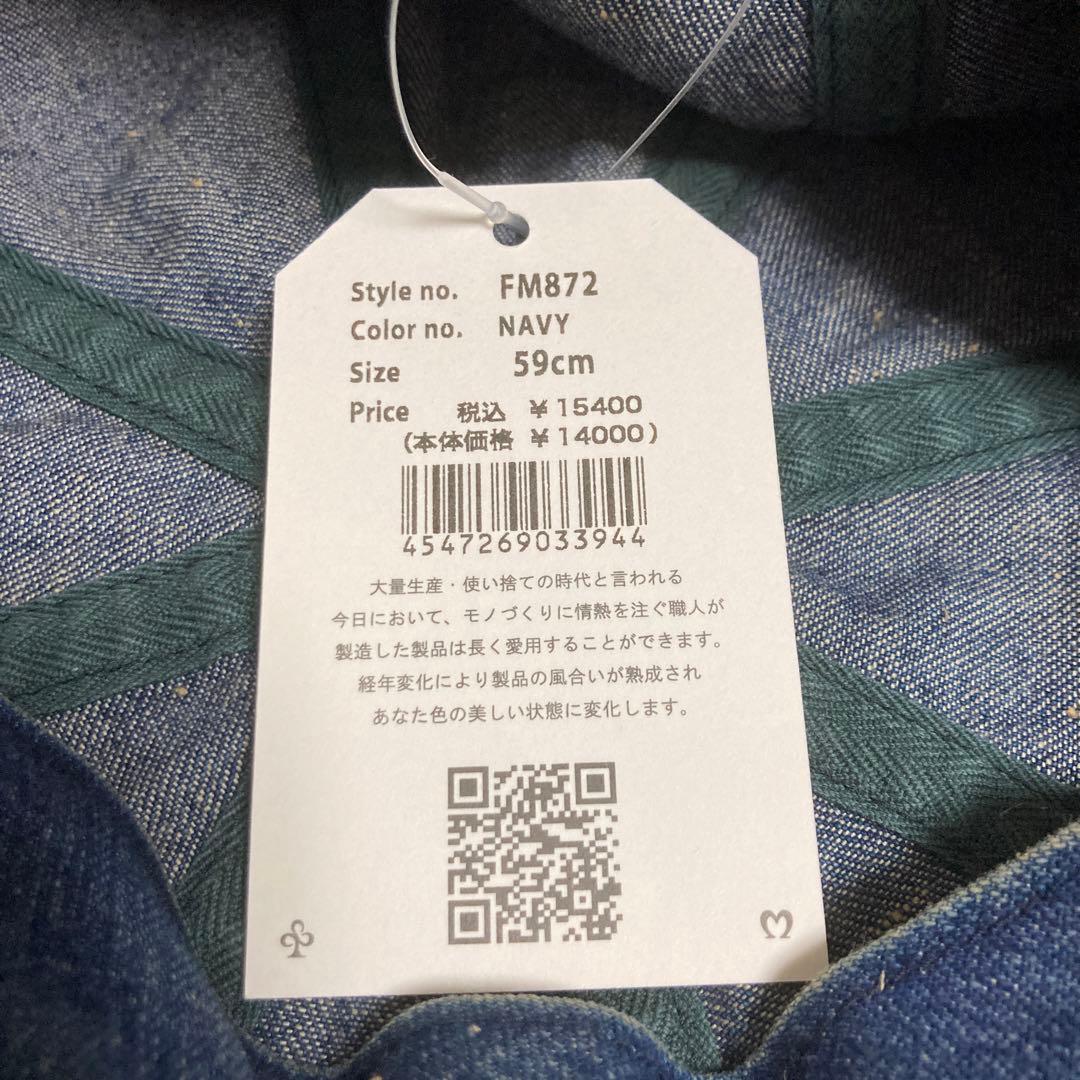 Style no. FM872
Color no. NAVY
Size 59cm
Price 税込 ￥15400
(本体価格 ￥14000)
4547269033944
大量生産・使い捨ての時代と言われる
今日において、モノづくりに情熱を注ぐ職人が
製造した製品は長く愛用することができます。
経年変化により製品の風合いが熟成され
あなた色の美しい状態に変化します。